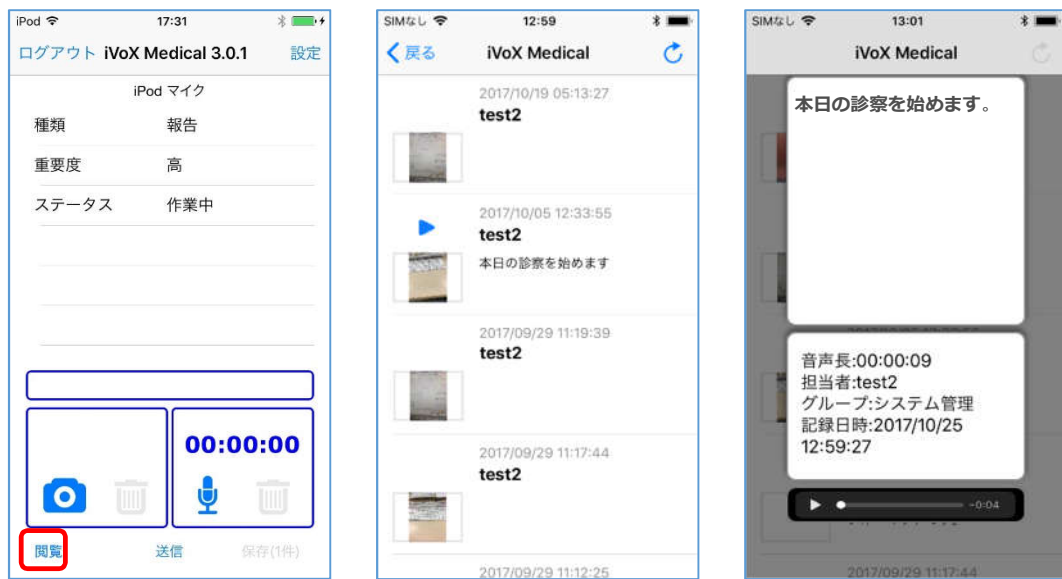 iPod 17:31
ログアウト iVoX Medical 3.0.1 設定
iPod マイク
種類 報告
重要度 高
ステータス 作業中
00:00:00
閲覧 送信 保存(1件)
SIMなし 12:59
戻る iVoX Medical
2017/10/19 05:13:27
test2
2017/10/05 12:33:55
test2
本日の診察を始めます
2017/09/29 11:19:39
test2
2017/09/29 11:17:44
test2
2017/09/29 11:12:25
SIMなし 13:01
iVoX Medical
本日の診察を始めます。
音声長:00:00:09
担当者:test2
グループ:システム管理
記録日時:2017/10/25
12:59:27
-0:04
2017/09/29 11:17:44